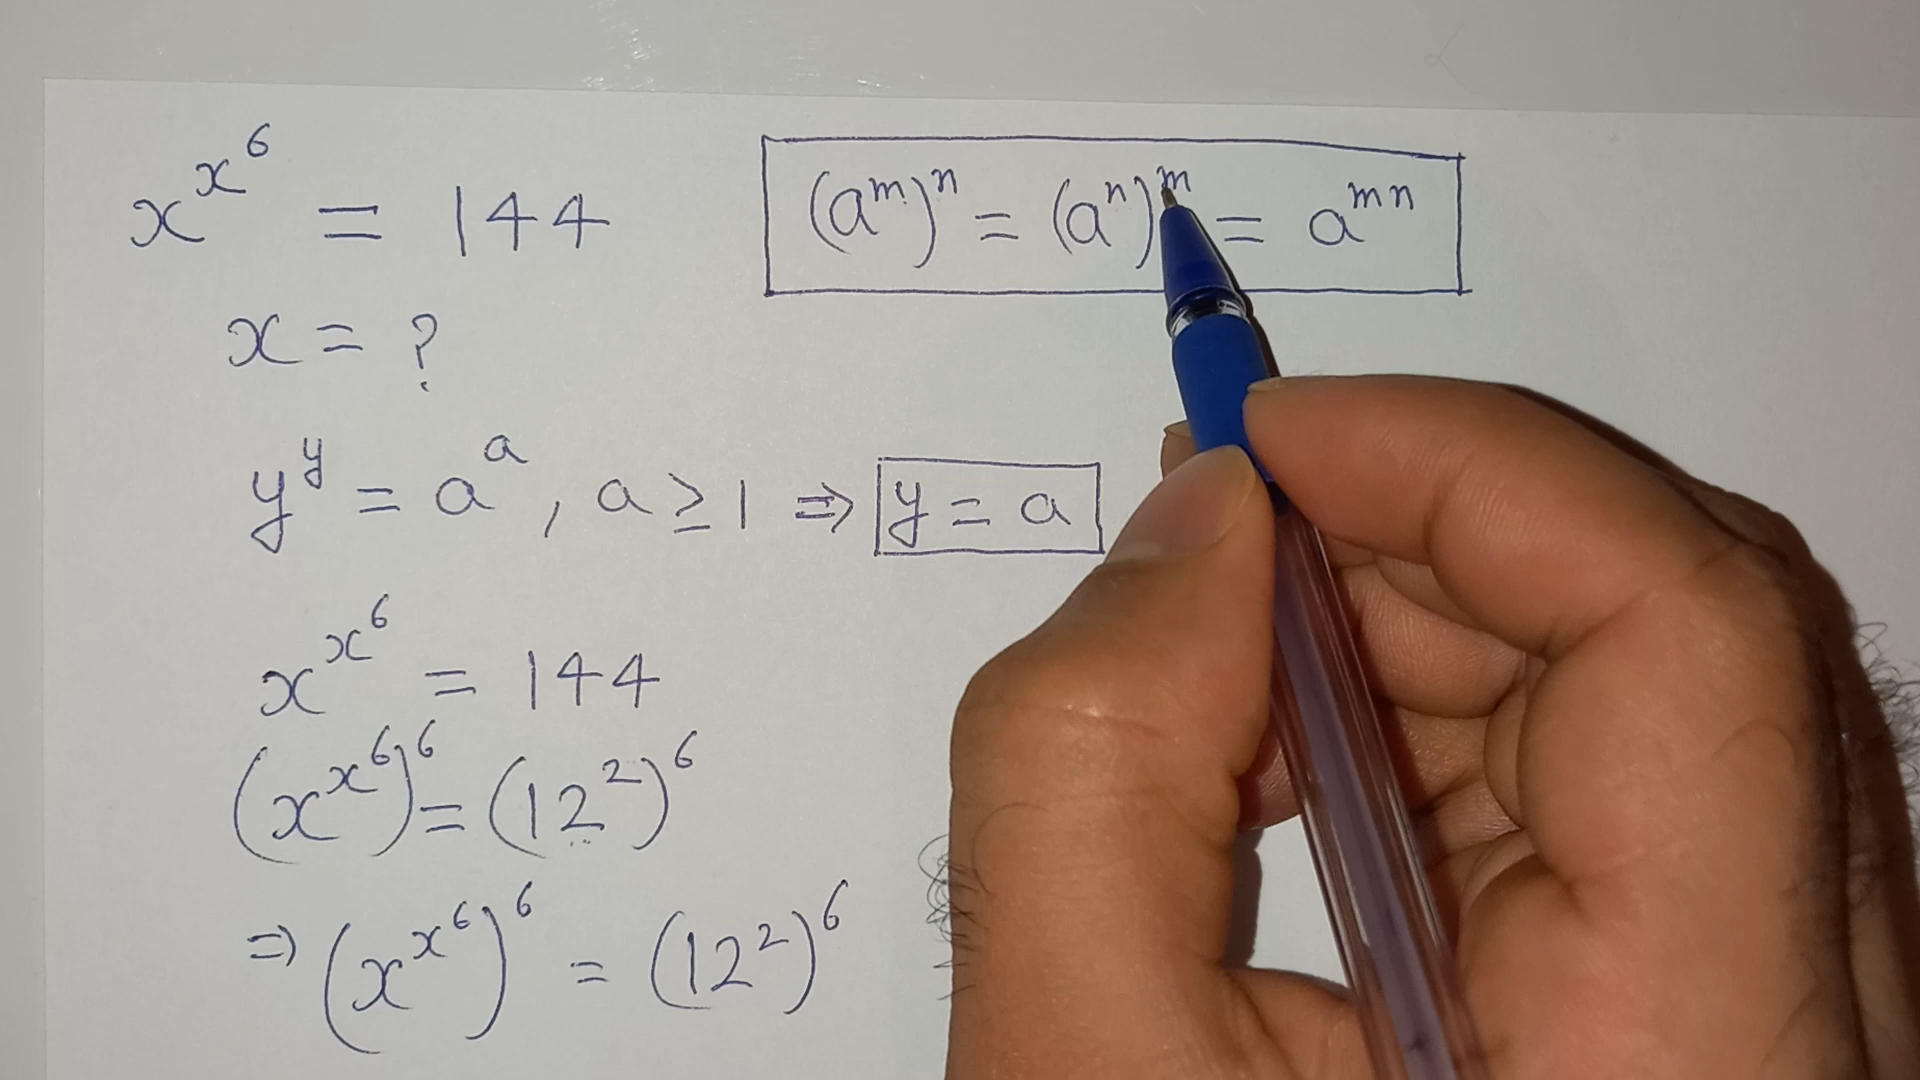 x^{x^6} = 144
(a^m)^n = (a^n)^m = a^{mn}
x = ?
y^y = a^a , a ≥ 1 ⇒ y = a
x^{x^6} = 144
(x^{x^6})^6 = (12^2)^6
⇒ (x^{x^6})^6 = (12^2)^6